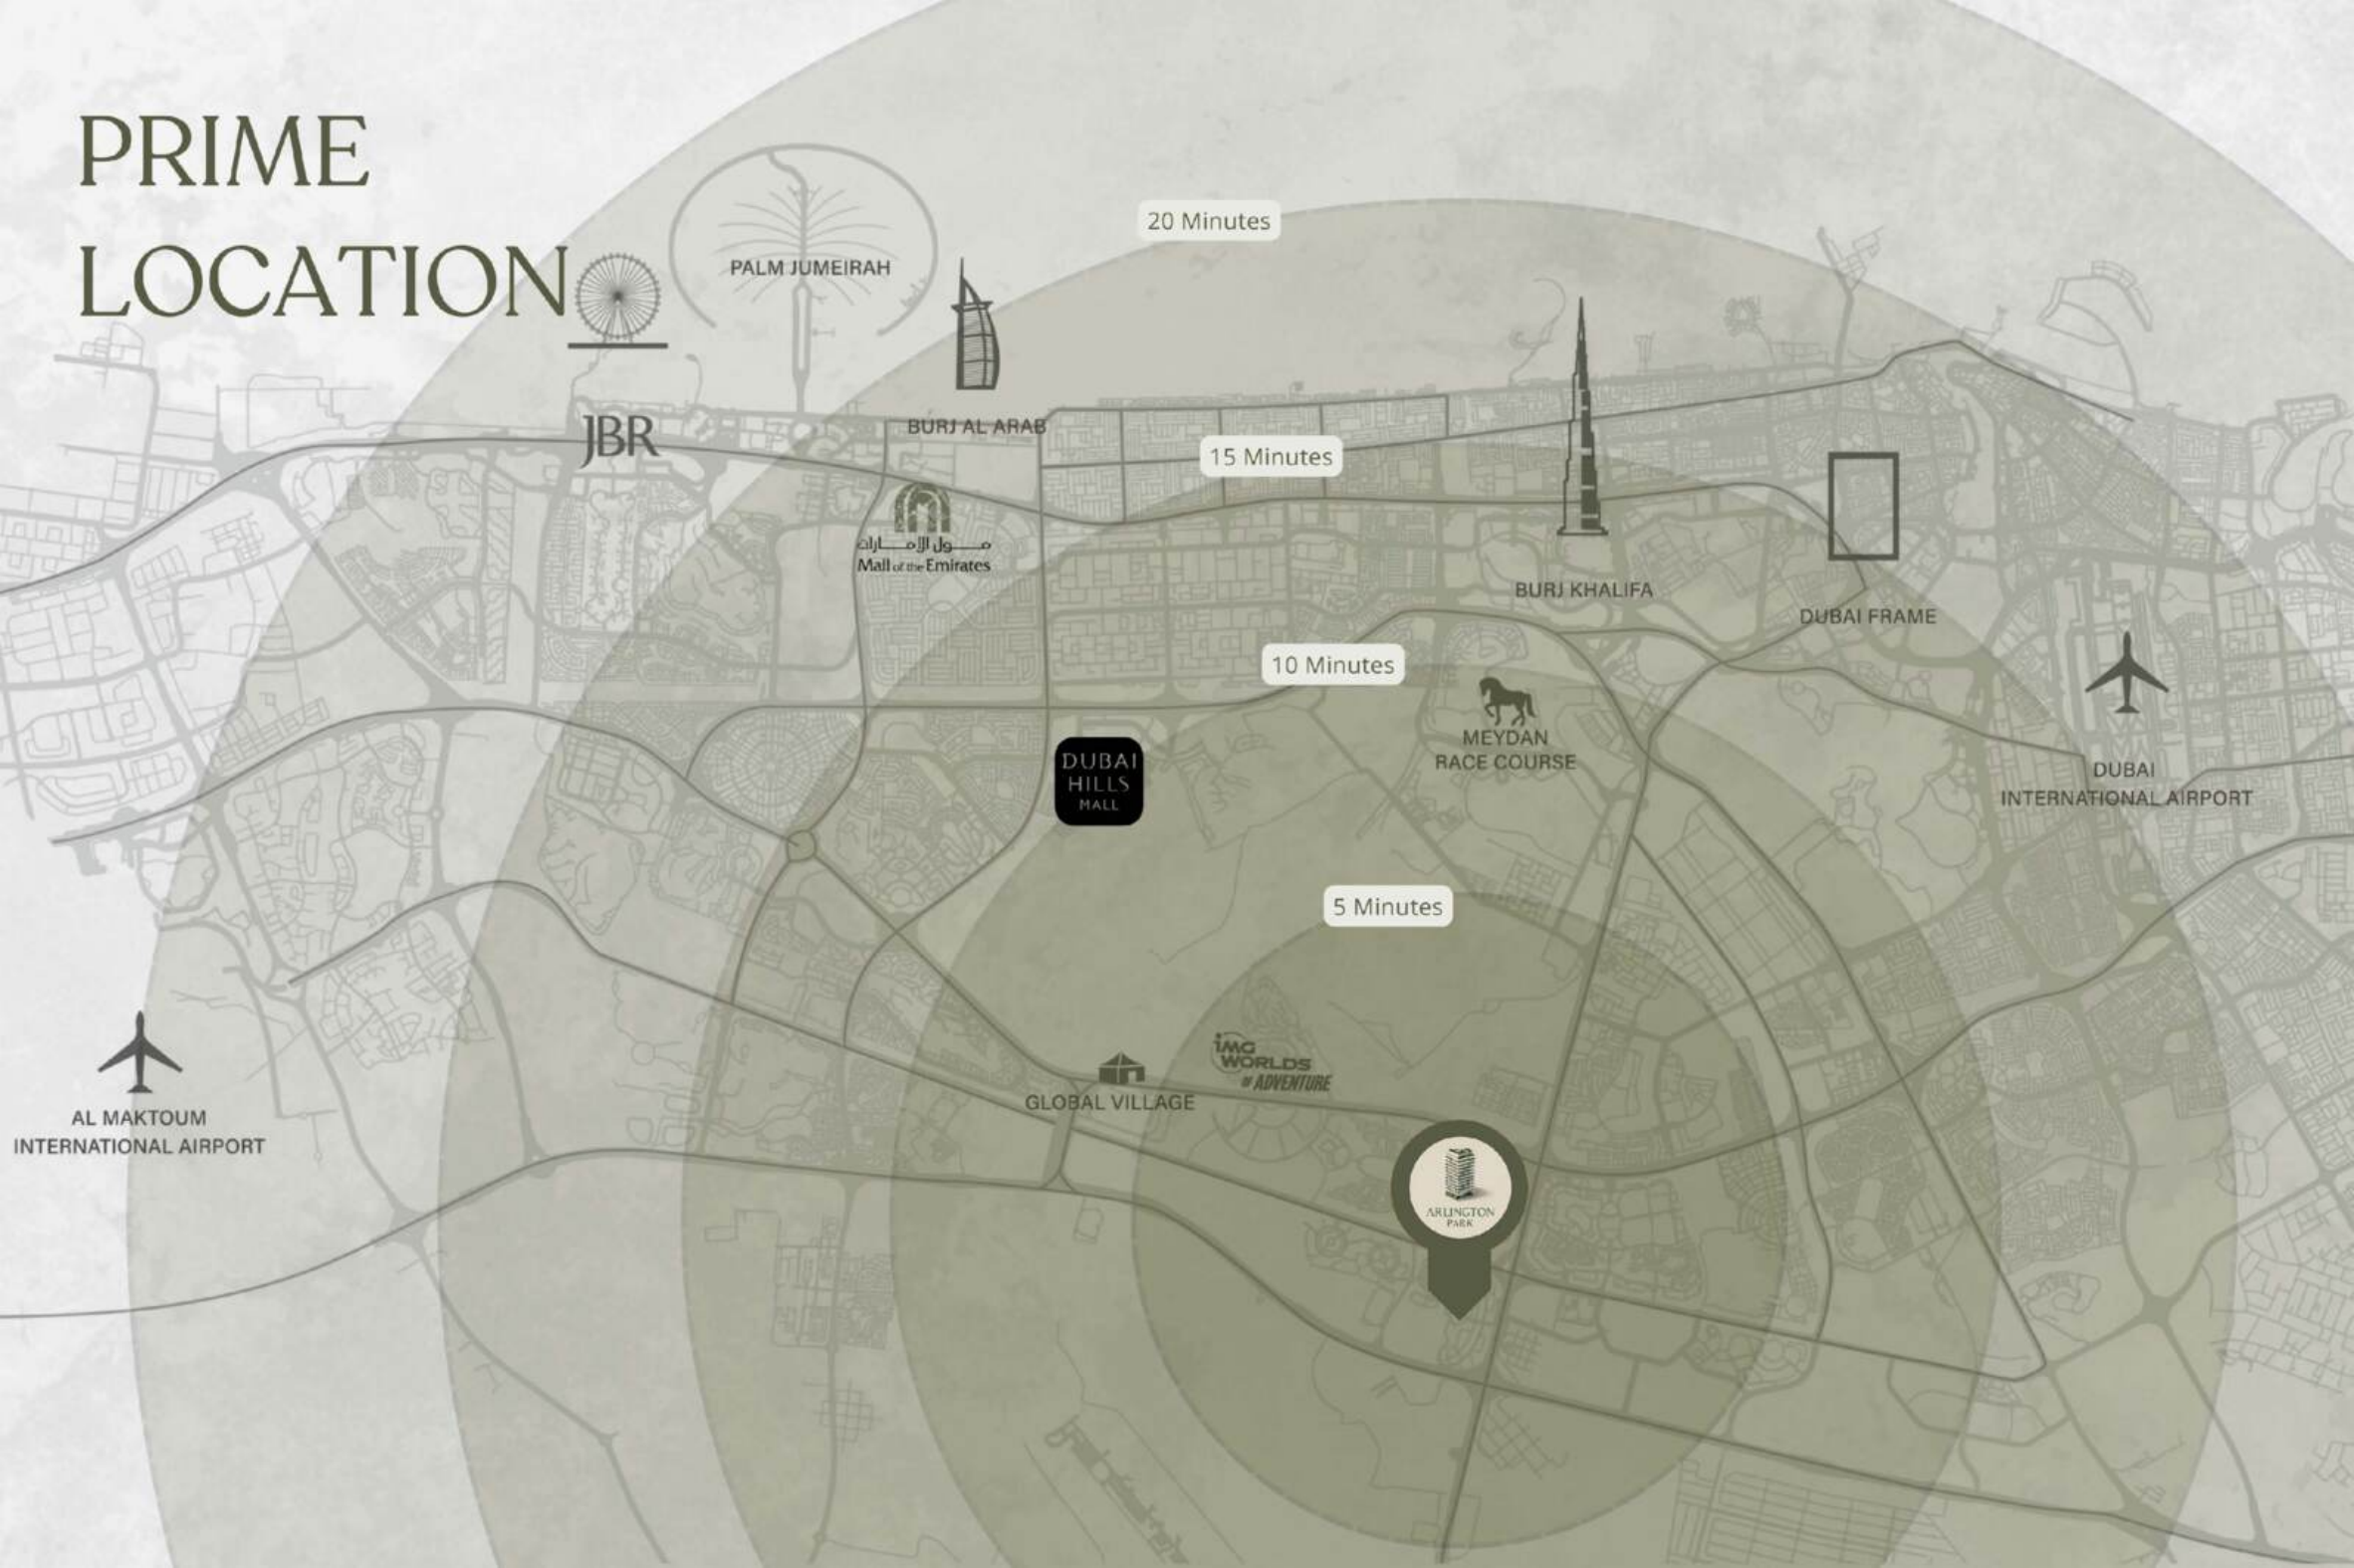 PRIME
LOCATION
20 Minutes
PALM JUMEIRAH
JBR
BURJ AL ARAB
15 Minutes
مول الإمارات
Mall of the Emirates
BURJ KHALIFA
DUBAI FRAME
10 Minutes
MEYDAN
RACE COURSE
DUBAI
HILLS
MALL
DUBAI
INTERNATIONAL AIRPORT
5 Minutes
iMG
WORLDS
of ADVENTURE
GLOBAL VILLAGE
AL MAKTOUM
INTERNATIONAL AIRPORT
ARLINGTON
PARK